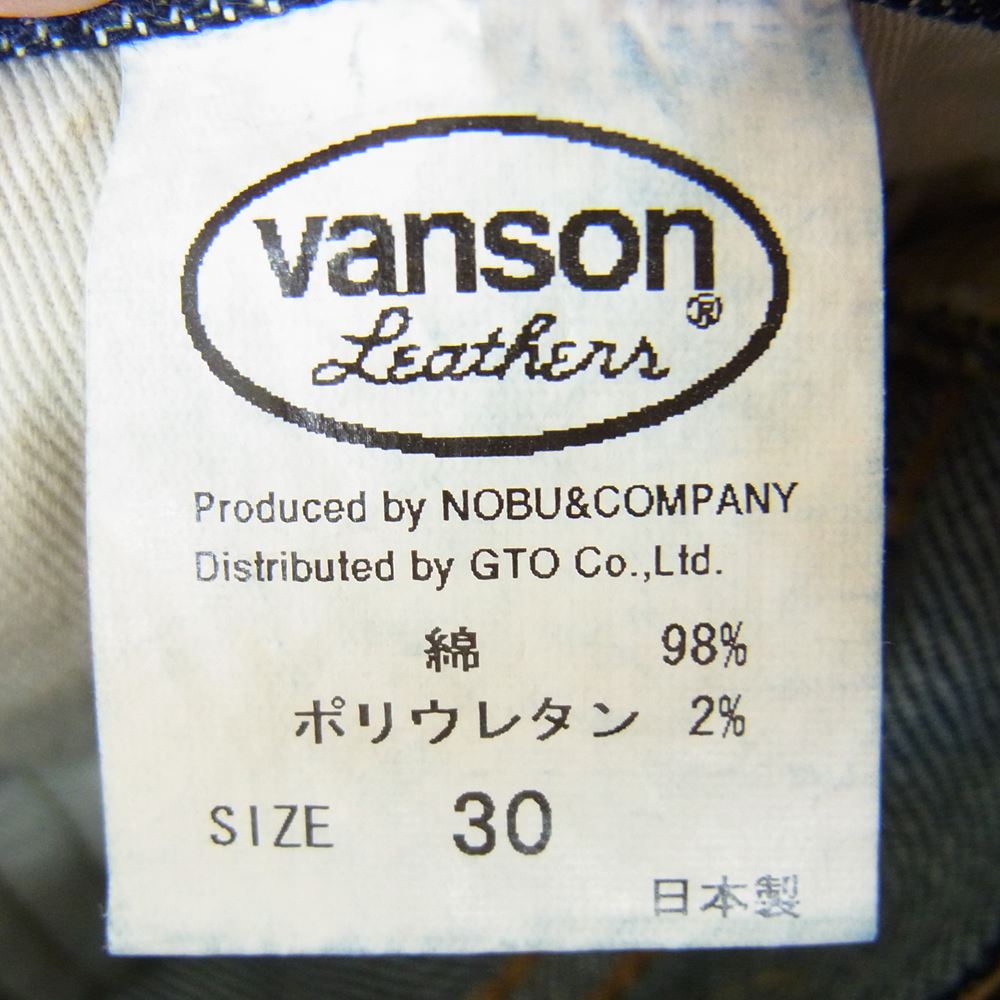 vanson
®
Leathers
Produced by NOBU&COMPANY
Distributed by GTO Co.,Ltd.
綿 98%
ポリウレタン 2%
SIZE 30
日本製